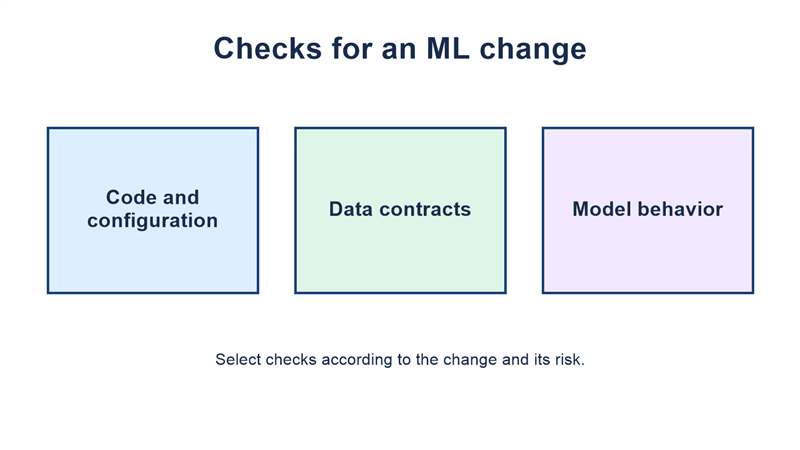 Checks for an ML change
Code and
configuration
Data contracts
Model behavior
Select checks according to the change and its risk.